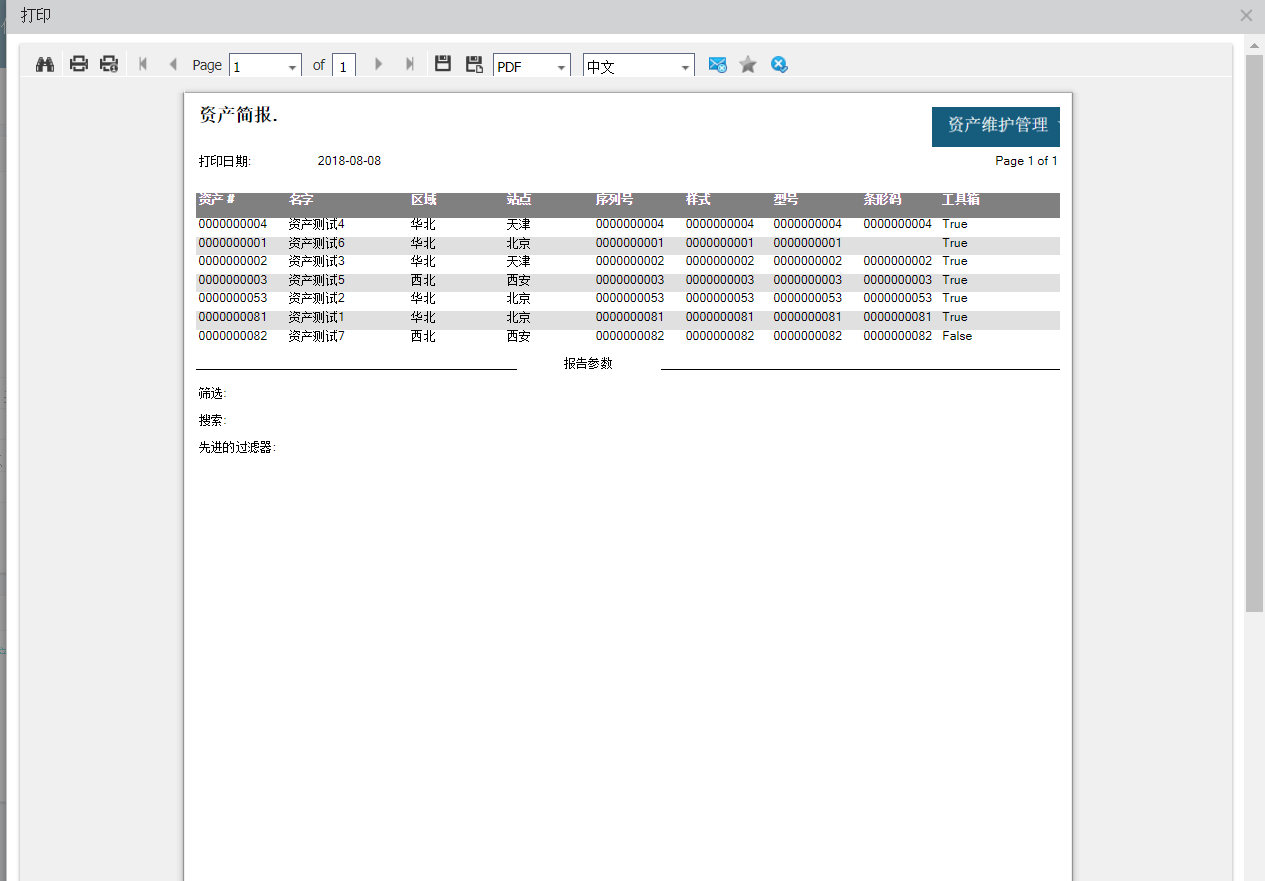 打印
Page 1 of 1 PDF 中文
资产简报.
资产维护管理
打印日期: 2018-08-08 Page 1 of 1
资产 # 名字 区域 站点 序列号 样式 型号 条形码 工具箱
0000000004 资产测试4 华北 天津 0000000004 0000000004 0000000004 0000000004 True
0000000001 资产测试6 华北 北京 0000000001 0000000001 0000000001 True
0000000002 资产测试3 华北 天津 0000000002 0000000002 0000000002 0000000002 True
0000000003 资产测试5 西北 西安 0000000003 0000000003 0000000003 0000000003 True
0000000053 资产测试2 华北 北京 0000000053 0000000053 0000000053 0000000053 True
0000000081 资产测试1 华北 北京 0000000081 0000000081 0000000081 0000000081 True
0000000082 资产测试7 西北 西安 0000000082 0000000082 0000000082 0000000082 False
报告参数
筛选:
搜索:
先进的过滤器: